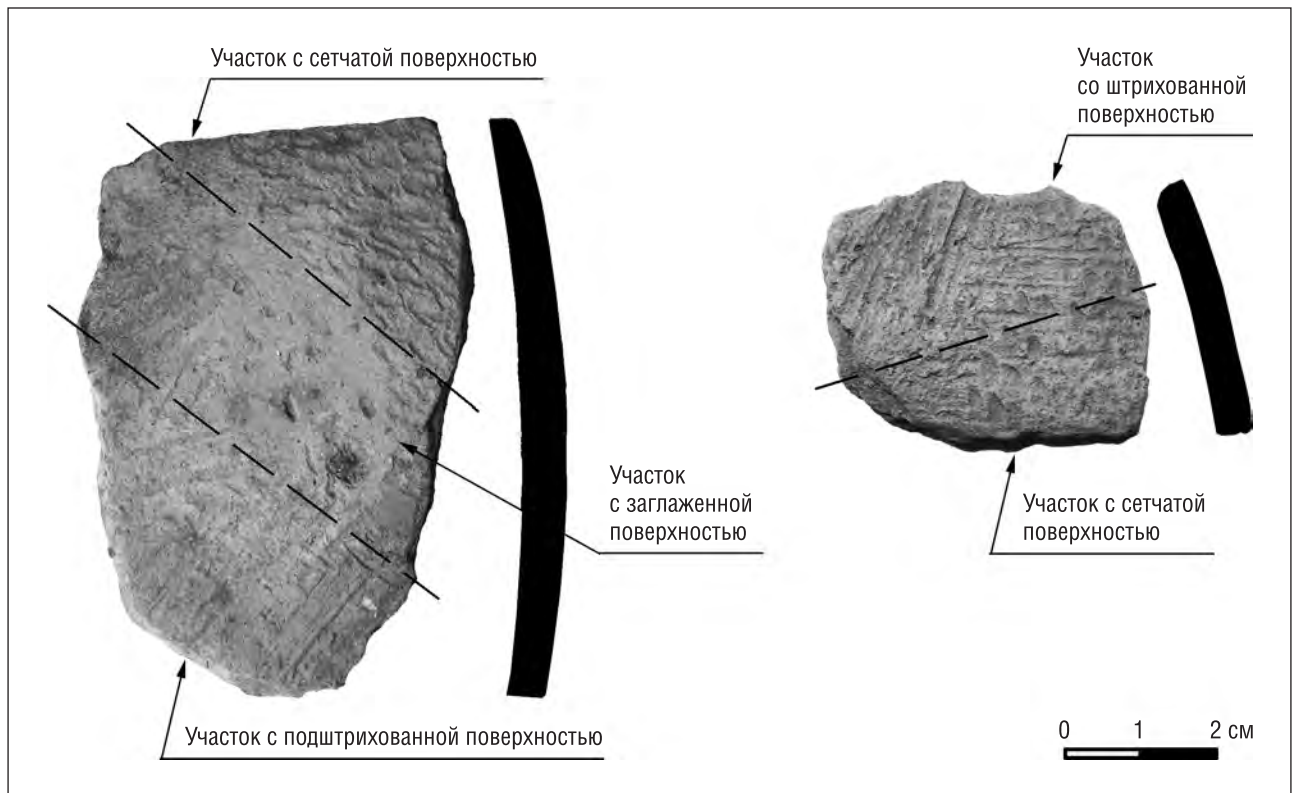 Участок с сетчатой поверхностью
Участок
со штрихованной
поверхностью
Участок
с заглаженной
поверхностью
Участок с сетчатой
поверхностью
Участок с подштрихованной поверхностью
0 1 2 см